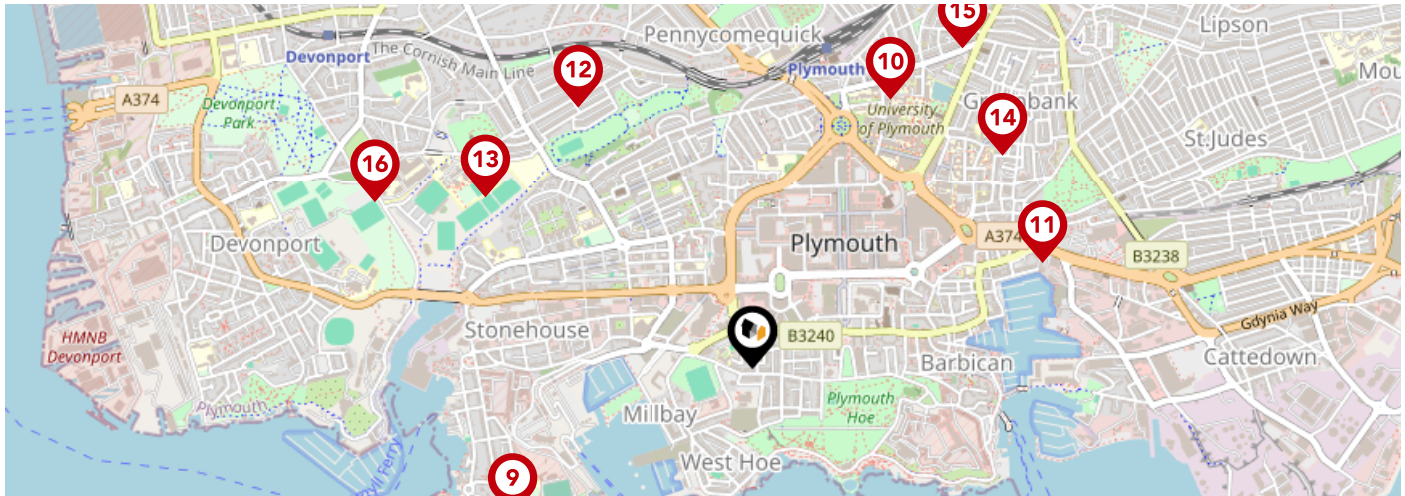 15
Lipson
Pennycomequick
Devonport
The Cornish Main Line
12
Plymouth
10
Mou
A374
Devonport
Park
University
of Plymouth
14
St.Judes
16
13
Devonport
Plymouth
A374
11
B3238
HMNB
Devonport
Stonehouse
B3240
Gdynia Way
Barbican
Cattedown
Plymouth
Millbay
Plymouth
Hoe
West Hoe
9